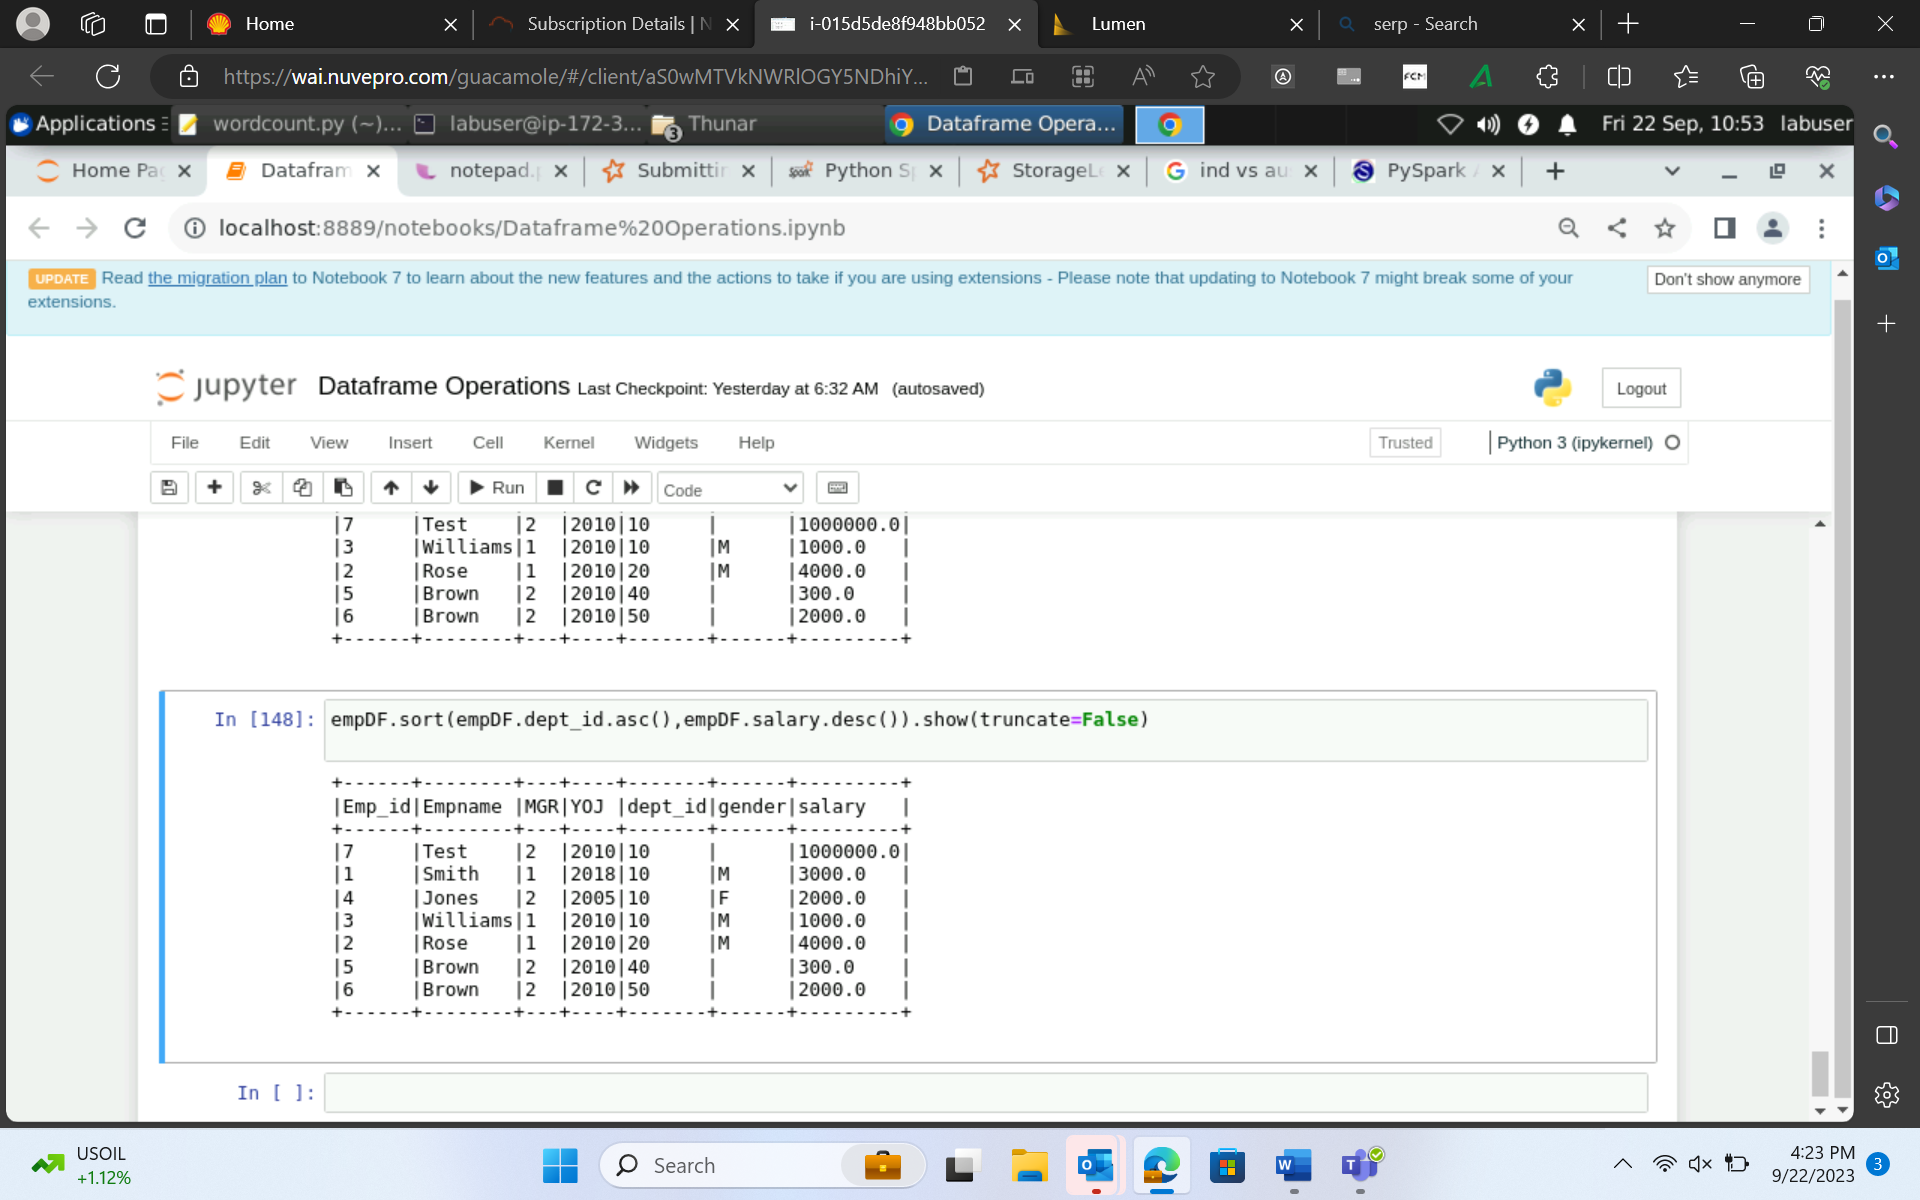 Home
Subscription Details | N
i-015d5de8f948bb052
Lumen
serp - Search
https://wai.nuvepro.com/guacamole/#/client/aS0wMTVkNWRlOGY5NDhiY...
Applications
wordcount.py (~)...
labuser@ip-172-3...
3
Thunar
Dataframe Opera...
Fri 22 Sep, 10:53
labuser
Home Pa
Datafram
notepad.
Submittin
Python S
StorageLe
ind vs au
PySpark
localhost:8889/notebooks/Dataframe%20Operations.ipynb
UPDATE Read the migration plan to Notebook 7 to learn about the new features and the actions to take if you are using extensions - Please note that updating to Notebook 7 might break some of your
extensions.
Don't show anymore
jupyter Dataframe Operations Last Checkpoint: Yesterday at 6:32 AM (autosaved)
Logout
File Edit View Insert Cell Kernel Widgets Help
Trusted
Python 3 (ipykernel)
Run
Code
|7     |Test    |2  |2010|10     |      |1000000.0|
|3     |Williams|1  |2010|10     |M     |1000.0   |
|2     |Rose    |1  |2010|20     |M     |4000.0   |
|5     |Brown   |2  |2010|40     |      |300.0    |
|6     |Brown   |2  |2010|50     |      |2000.0   |
+------+--------+---+----+-------+------+---------+
In [148]: empDF.sort(empDF.dept_id.asc(),empDF.salary.desc()).show(truncate=False)
+------+--------+---+----+-------+------+---------+
|Emp_id|Empname |MGR|YOJ |dept_id|gender|salary   |
+------+--------+---+----+-------+------+---------+
|7     |Test    |2  |2010|10     |      |1000000.0|
|1     |Smith   |1  |2018|10     |M     |3000.0   |
|4     |Jones   |2  |2005|10     |F     |2000.0   |
|3     |Williams|1  |2010|10     |M     |1000.0   |
|2     |Rose    |1  |2010|20     |M     |4000.0   |
|5     |Brown   |2  |2010|40     |      |300.0    |
|6     |Brown   |2  |2010|50     |      |2000.0   |
+------+--------+---+----+-------+------+---------+
In [ ]:
USOIL
+1.12%
Search
4:23 PM
9/22/2023
3